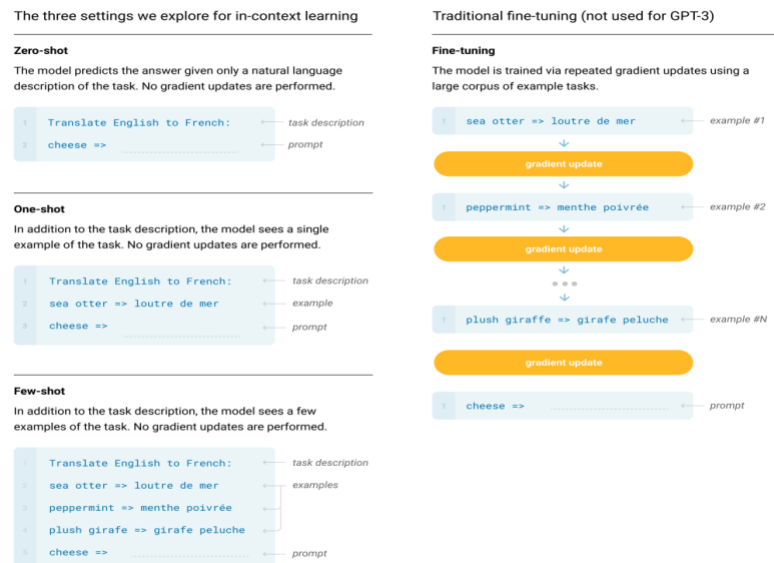 The three settings we explore for in-context learning
Zero-shot
The model predicts the answer given only a natural language
description of the task. No gradient updates are performed.
1 Translate English to French: task description
2 cheese => prompt
One-shot
In addition to the task description, the model sees a single
example of the task. No gradient updates are performed.
1 Translate English to French: task description
2 sea otter => loutre de mer example
3 cheese => prompt
Few-shot
In addition to the task description, the model sees a few
examples of the task. No gradient updates are performed.
1 Translate English to French: task description
2 sea otter => loutre de mer examples
3 peppermint => menthe poivrée
4 plush girafe => girafe peluche
5 cheese => prompt
Traditional fine-tuning (not used for GPT-3)
Fine-tuning
The model is trained via repeated gradient updates using a
large corpus of example tasks.
1 sea otter => loutre de mer example #1
gradient update
1 peppermint => menthe poivrée example #2
gradient update
1 plush giraffe => girafe peluche example #N
gradient update
1 cheese => prompt